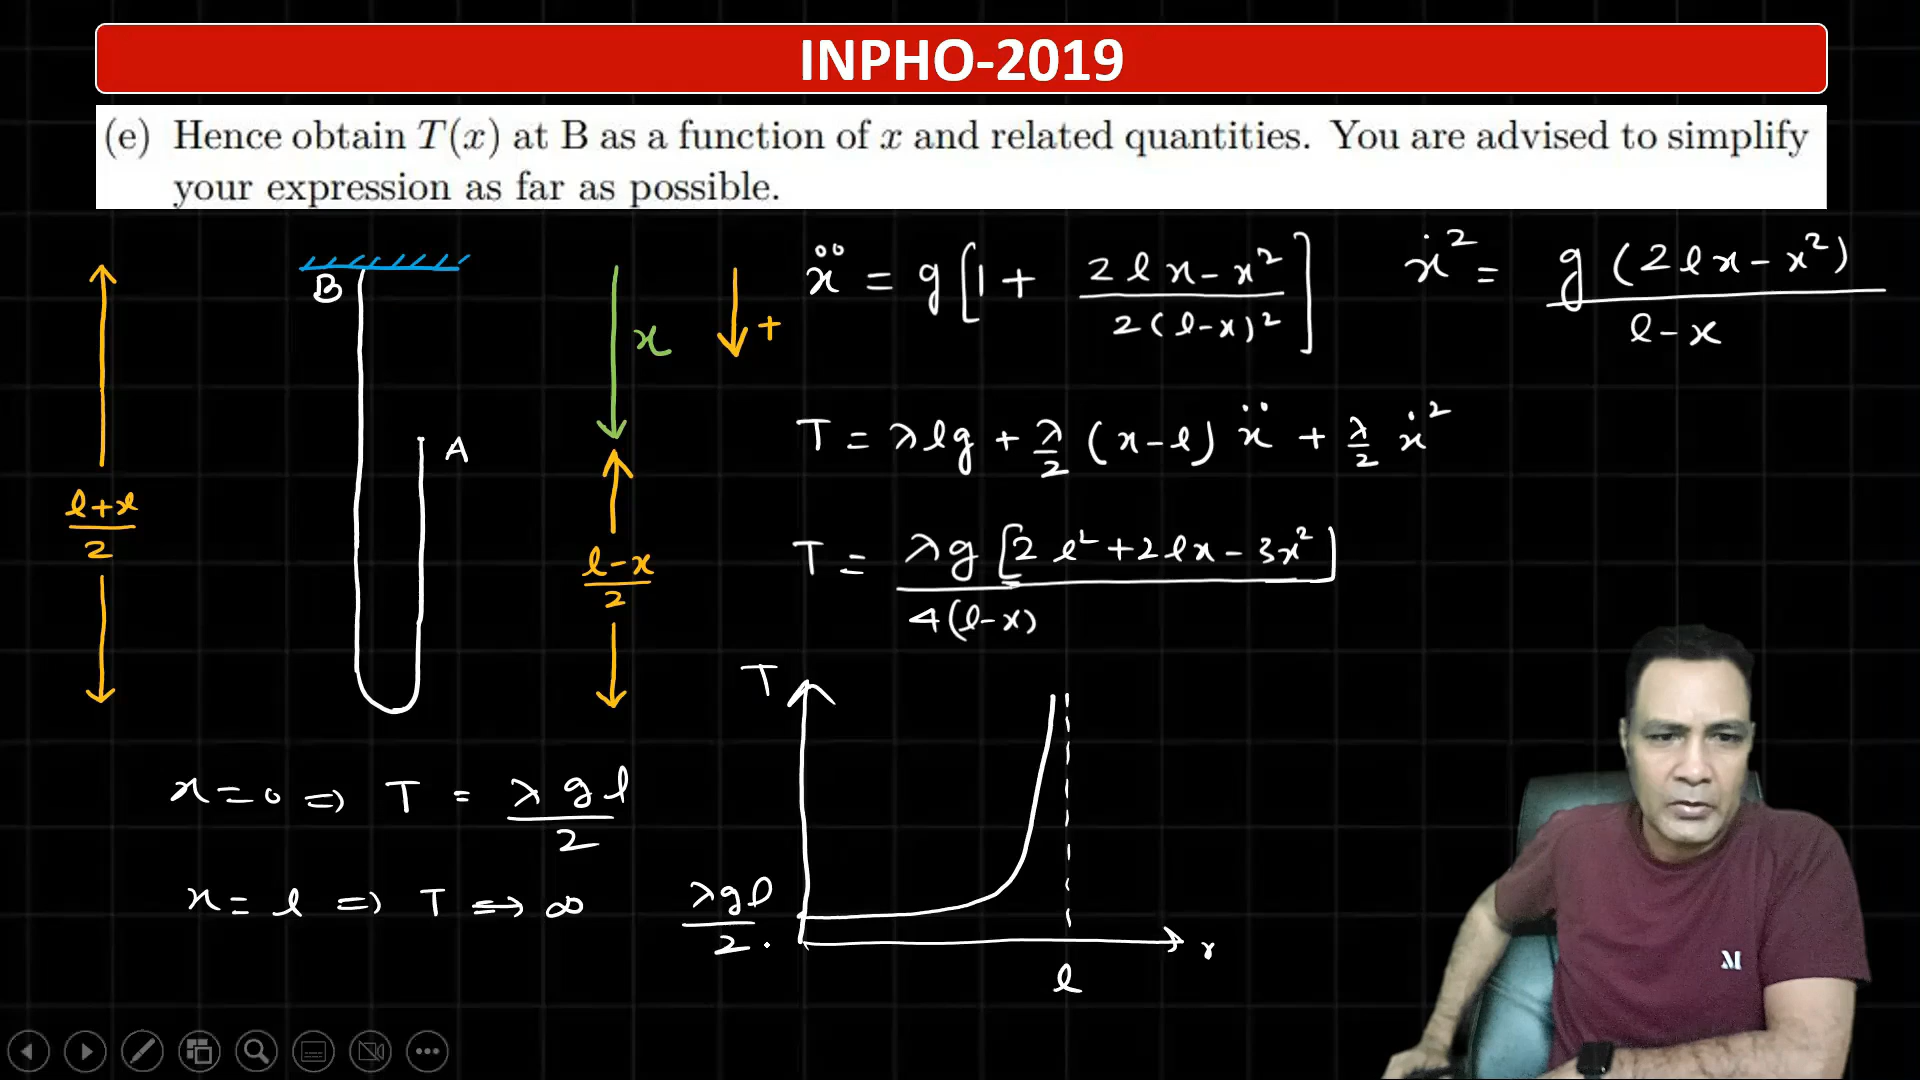 INPHO-2019
(e) Hence obtain T(x) at B as a function of x and related quantities. You are advised to simplify
your expression as far as possible.
B
A
x
+
l+x/2
l-x/2
ẍ = g[1 + 2lx-x²/2(l-x)²]
ẋ² = g(2lx-x²)/l-x
T = λlg + λ/2 (x-l) ẍ + λ/2 ẋ²
T = λg[2l²+2lx-3x²]/4(l-x)
x=0 ⇒ T = λgl/2
x=l ⇒ T ⇔ ∞
T
λgl/2
l
x
M